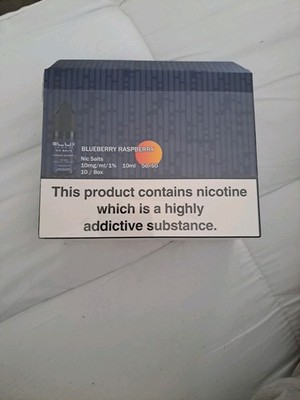 BLUEBERRY RASPBERRY
Nic Salts
10mg/ml/1% 10ml 50/50
10 / Box
This product contains nicotine
which is a highly
addictive substance.